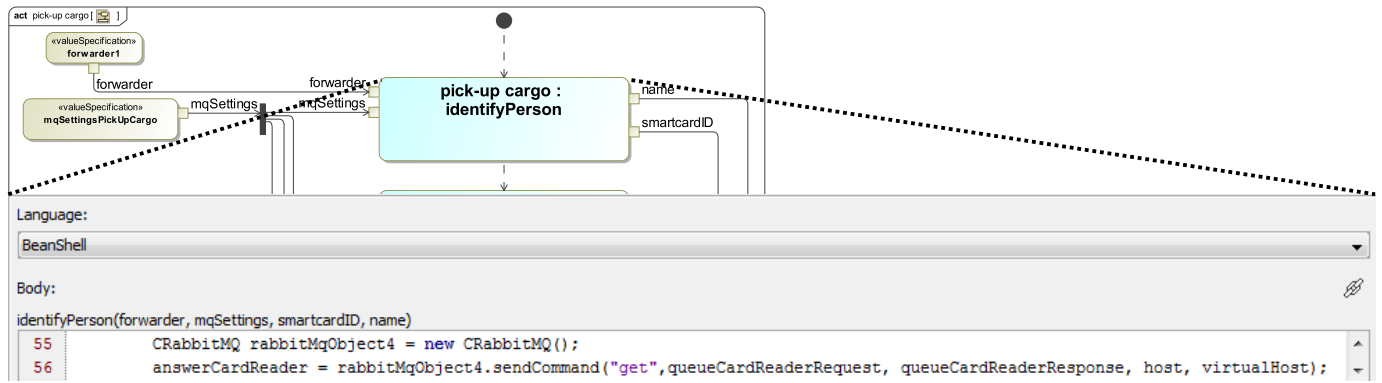 act pick-up cargo [ ]
«valueSpecification»
forwarder1
forwarder
forwarder
«valueSpecification»
mqSettingsPickUpCargo
mqSettings
mqSettings
pick-up cargo :
identifyPerson
name
smartcardID
Language:
BeanShell
Body:
identifyPerson(forwarder, mqSettings, smartcardID, name)
55 CRabbitMQ rabbitMqObject4 = new CRabbitMQ();
56 answerCardReader = rabbitMqObject4.sendCommand("get",queueCardReaderRequest, queueCardReaderResponse, host, virtualHost);